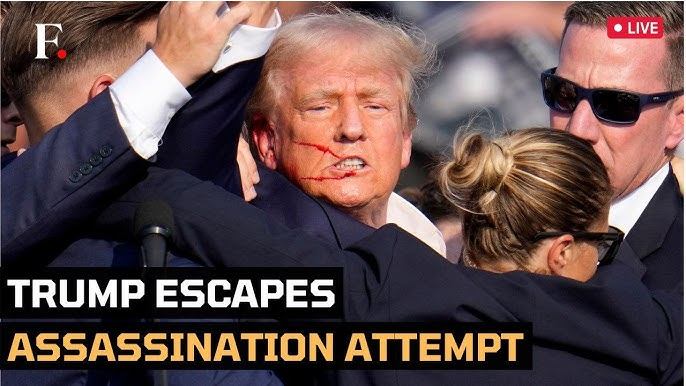 F.
LIVE
TRUMP ESCAPES
ASSASSINATION ATTEMPT